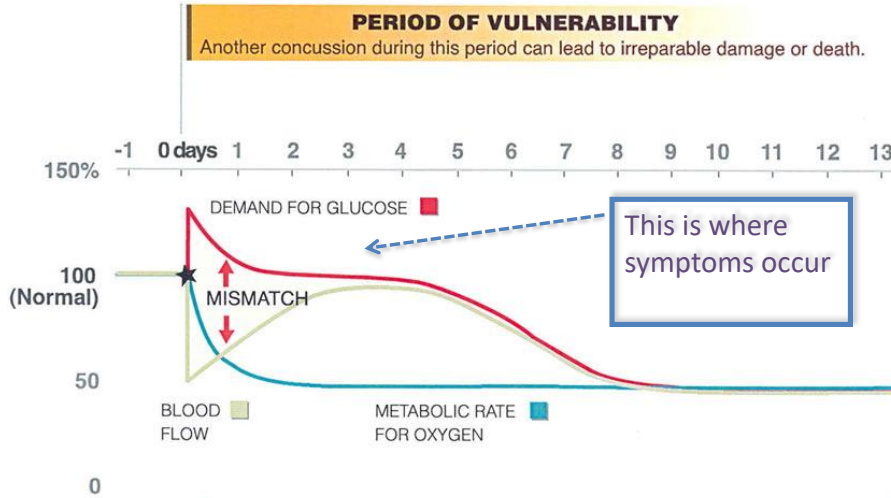 PERIOD OF VULNERABILITY
Another concussion during this period can lead to irreparable damage or death.
-1 0 days 1 2 3 4 5 6 7 8 9 10 11 12 13
150%
DEMAND FOR GLUCOSE
This is where
symptoms occur
100
(Normal)
MISMATCH
50
BLOOD
FLOW
METABOLIC RATE
FOR OXYGEN
0